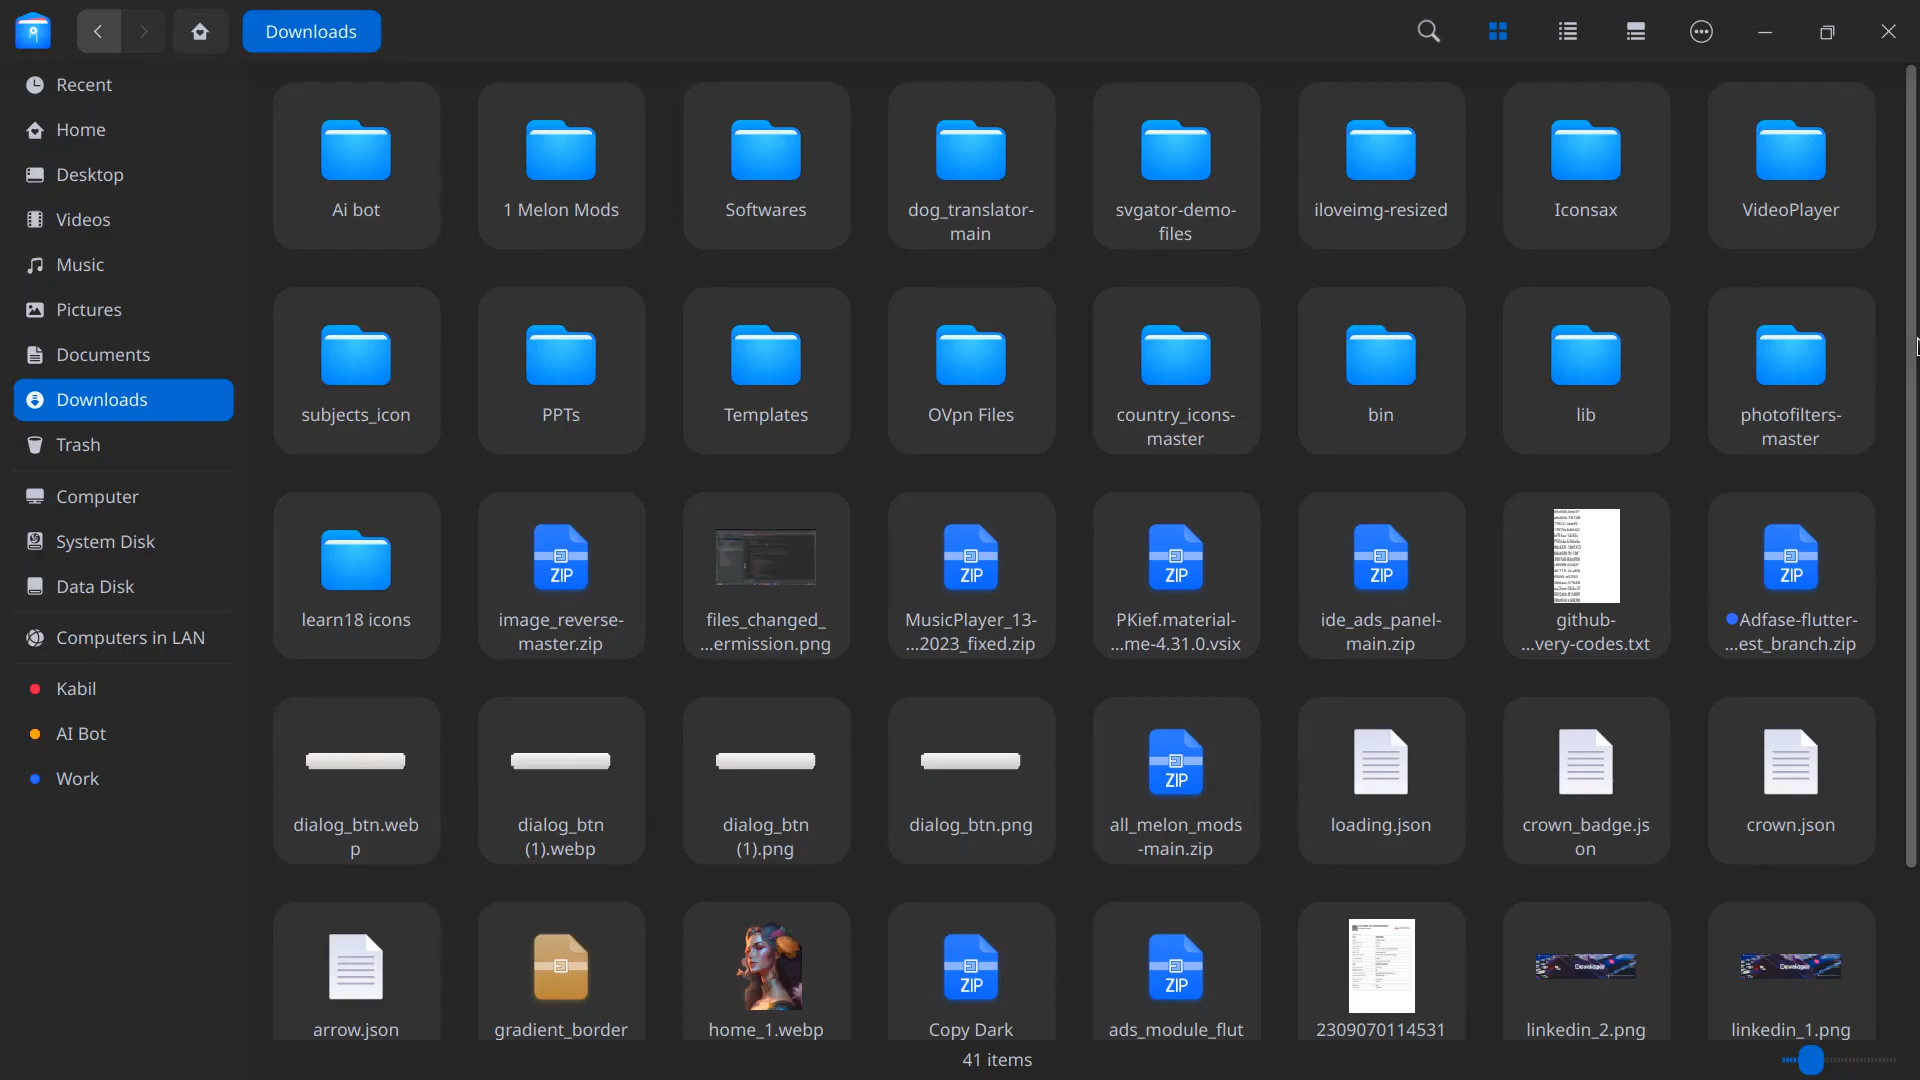 Downloads
Recent
Home
Desktop
Videos
Music
Pictures
Documents
Downloads
Trash
Computer
System Disk
Data Disk
Computers in LAN
Kabil
AI Bot
Work
Ai bot
1 Melon Mods
Softwares
dog_translator-
main
svgator-demo-
files
iloveimg-resized
Iconsax
VideoPlayer
subjects_icon
PPTs
Templates
OVpn Files
country_icons-
master
bin
lib
photofilters-
master
learn18 icons
ZIP
image_reverse-
master.zip
files_changed_
...ermission.png
ZIP
MusicPlayer_13-
...2023_fixed.zip
ZIP
PKief.material-
...me-4.31.0.vsix
ZIP
ide_ads_panel-
main.zip
github-
...very-codes.txt
ZIP
Adfase-flutter-
...est_branch.zip
dialog_btn.web
p
dialog_btn
(1).webp
dialog_btn
(1).png
dialog_btn.png
ZIP
all_melon_mods
-main.zip
loading.json
crown_badge.js
on
crown.json
arrow.json
gradient_border
home_1.webp
ZIP
Copy Dark
ZIP
ads_module_flut
2309070114531
Developer
linkedin_2.png
Developer
linkedin_1.png
41 items